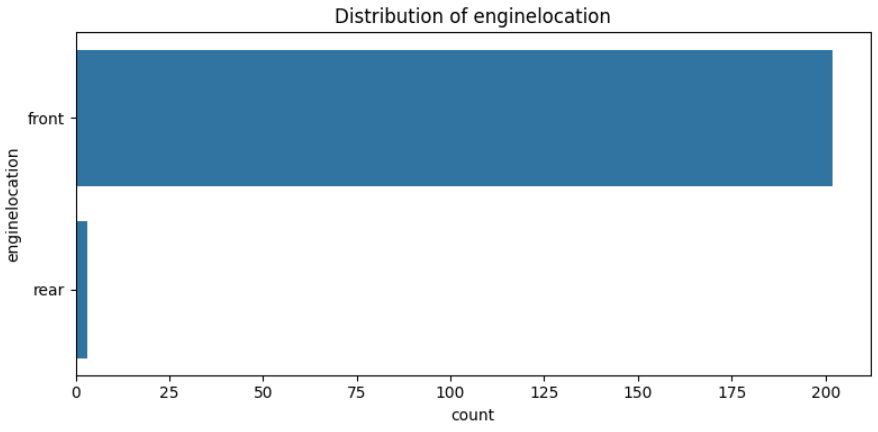 Distribution of enginelocation
enginelocation
front
rear
0 25 50 75 100 125 150 175 200
count